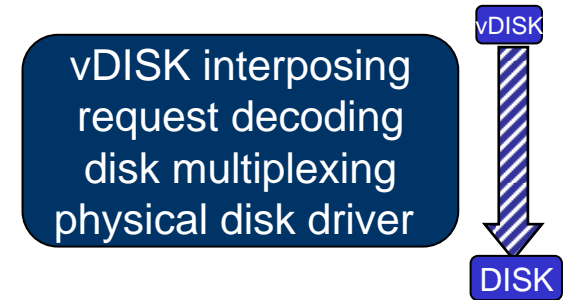 vDISK
vDISK interposing
request decoding
disk multiplexing
physical disk driver
DISK